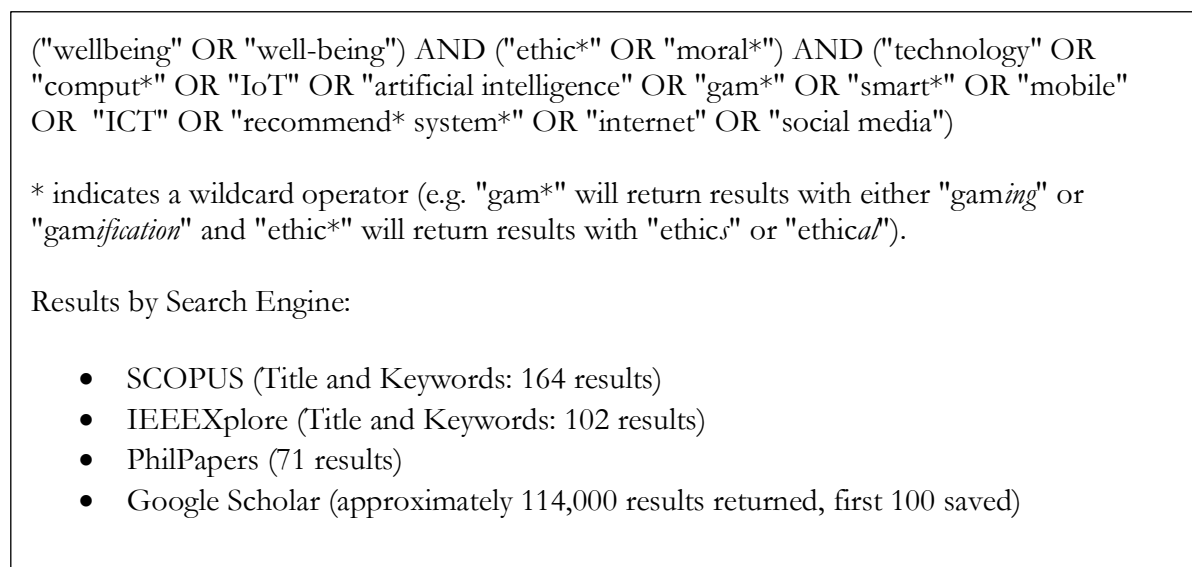 ("wellbeing" OR "well-being") AND ("ethic*" OR "moral*") AND ("technology" OR
"comput*" OR "IoT" OR "artificial intelligence" OR "gam*" OR "smart*" OR "mobile"
OR  "ICT" OR "recommend* system*" OR "internet" OR "social media")
* indicates a wildcard operator (e.g. "gam*" will return results with either "gaming" or
"gamification" and "ethic*" will return results with "ethics" or "ethical").
Results by Search Engine:
• SCOPUS (Title and Keywords: 164 results)
• IEEEXplore (Title and Keywords: 102 results)
• PhilPapers (71 results)
• Google Scholar (approximately 114,000 results returned, first 100 saved)